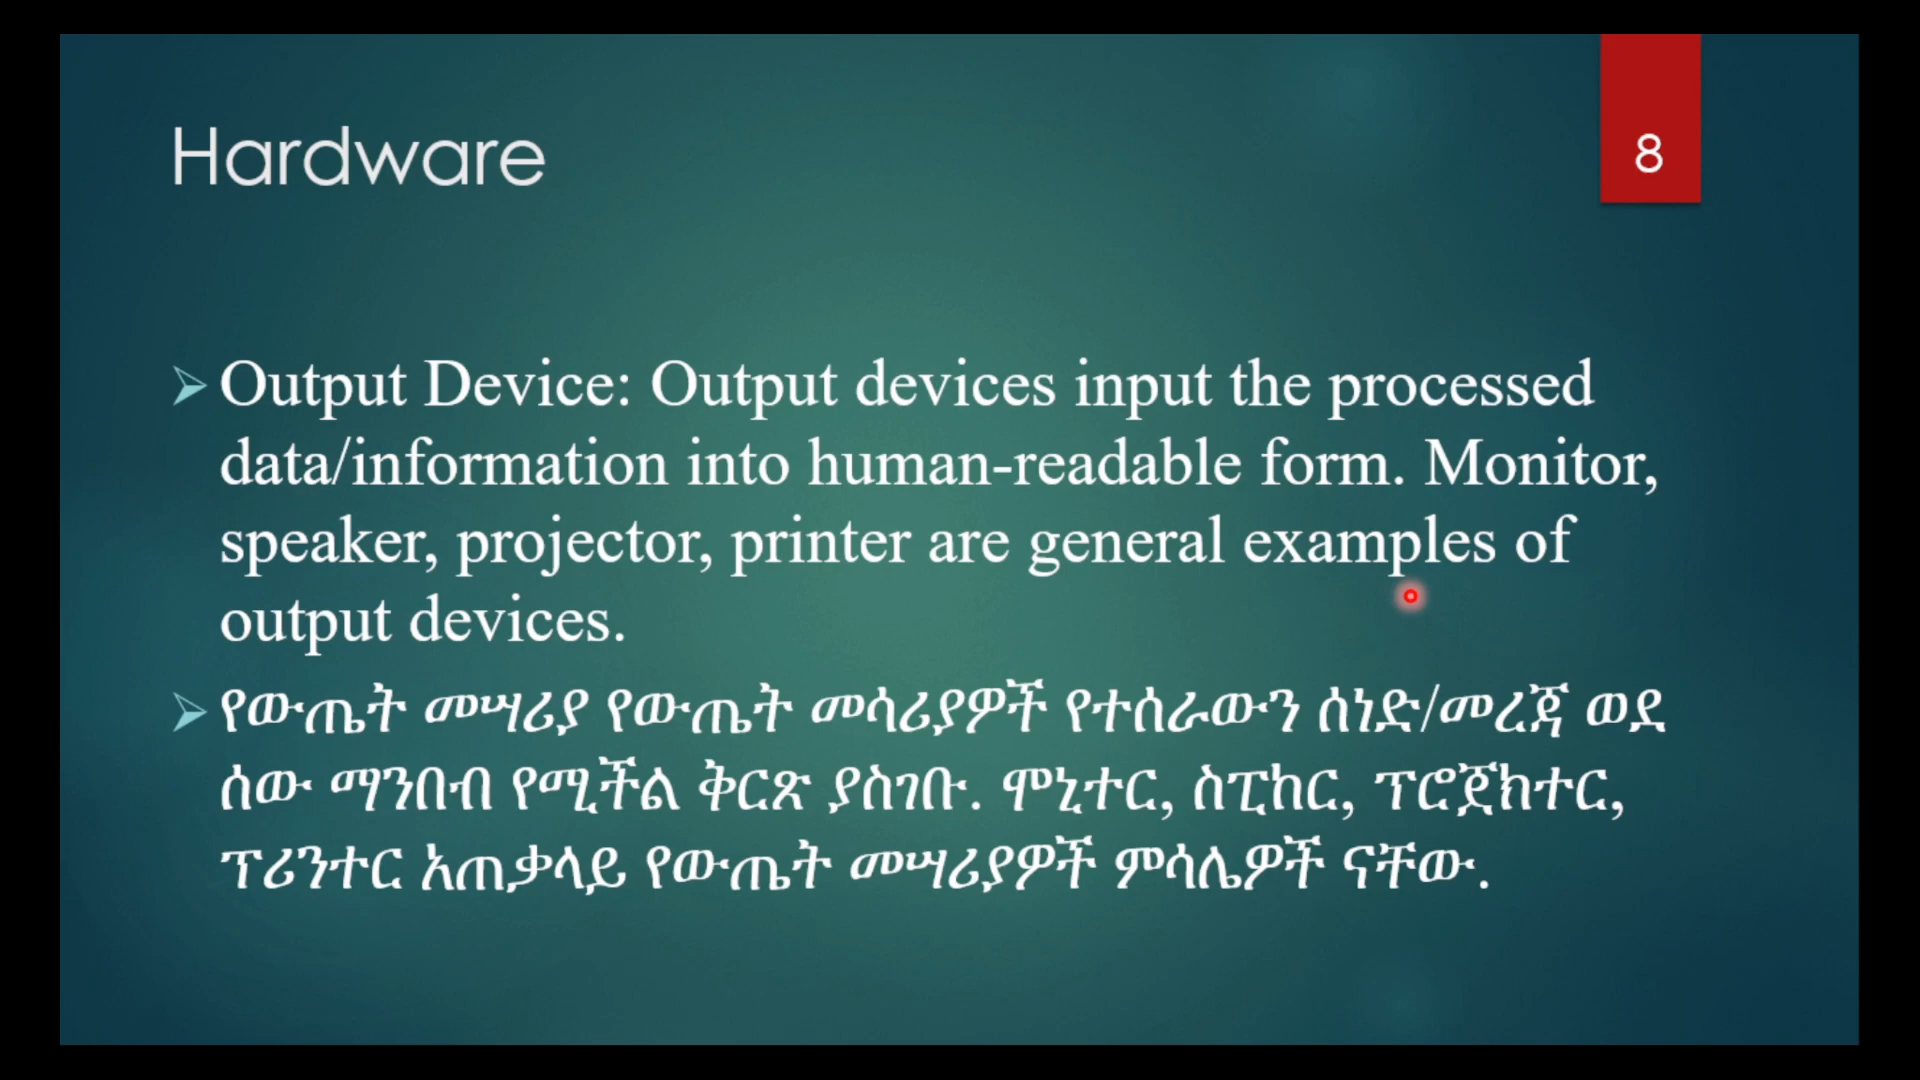 Hardware
8
Output Device: Output devices input the processed
data/information into human-readable form. Monitor,
speaker, projector, printer are general examples of
output devices.
የውጤት መሣሪያ የውጤት መሳሪያዎች የተሰራውን ሰነድ/መረጃ ወደ
ሰው ማንበብ የሚችል ቅርጽ ያስገቡ. ሞኒተር, ስፒከር, ፕሮጀክተር,
ፕሪንተር አጠቃላይ የውጤት መሣሪያዎች ምሳሌዎች ናቸው.